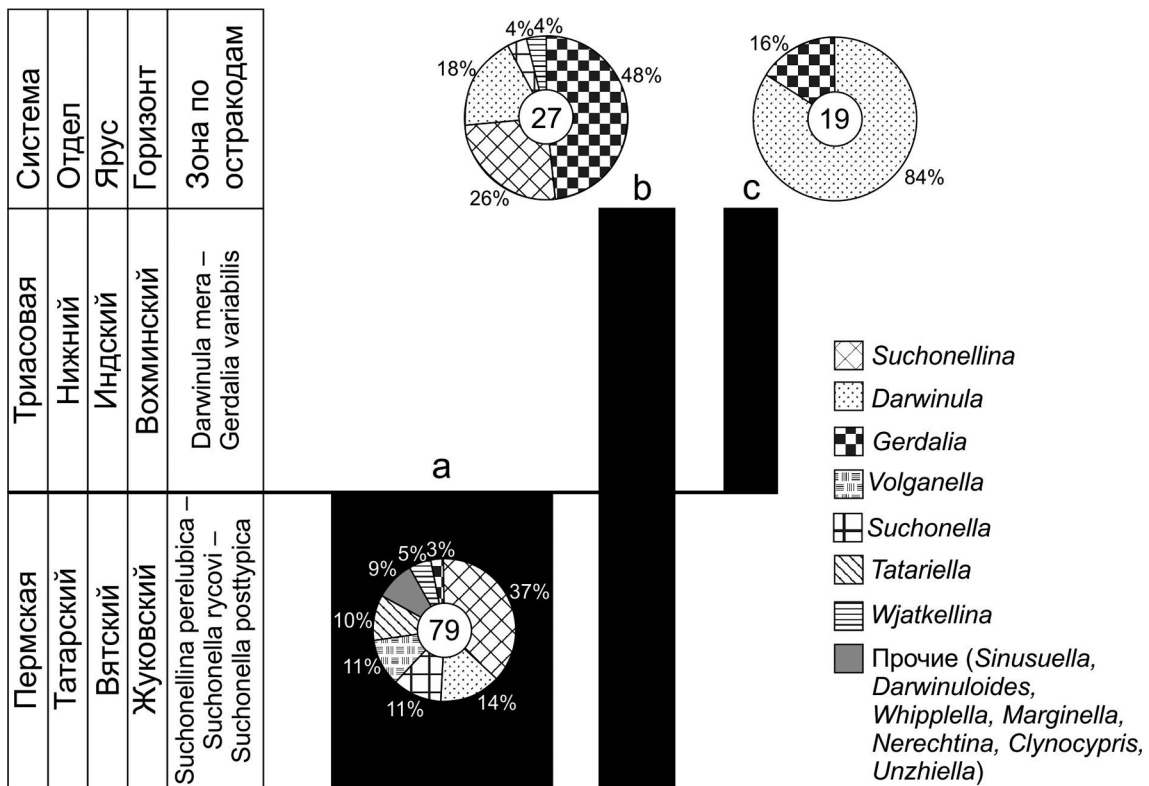 Система
Отдел
Ярус
Горизонт
Зона по
остракодам
4%
4%
18%
48%
27
26%
16%
19
84%
b
c
Триасовая
Нижний
Индский
Вохминский
Darwinula mera –
Gerdalia variabilis
a
Пермская
Татарский
Вятский
Жуковский
Suchonellina perelubica –
Suchonella rycovi –
Suchonella posttypica
5%
3%
9%
37%
10%
79
11%
11%
14%
Suchonellina
Darwinula
Gerdalia
Volganella
Suchonella
Tatariella
Wjatkellina
Прочие (Sinusuella,
Darwinuloides,
Whipplella, Marginella,
Nerechtina, Clynocypris,
Unzhiella)